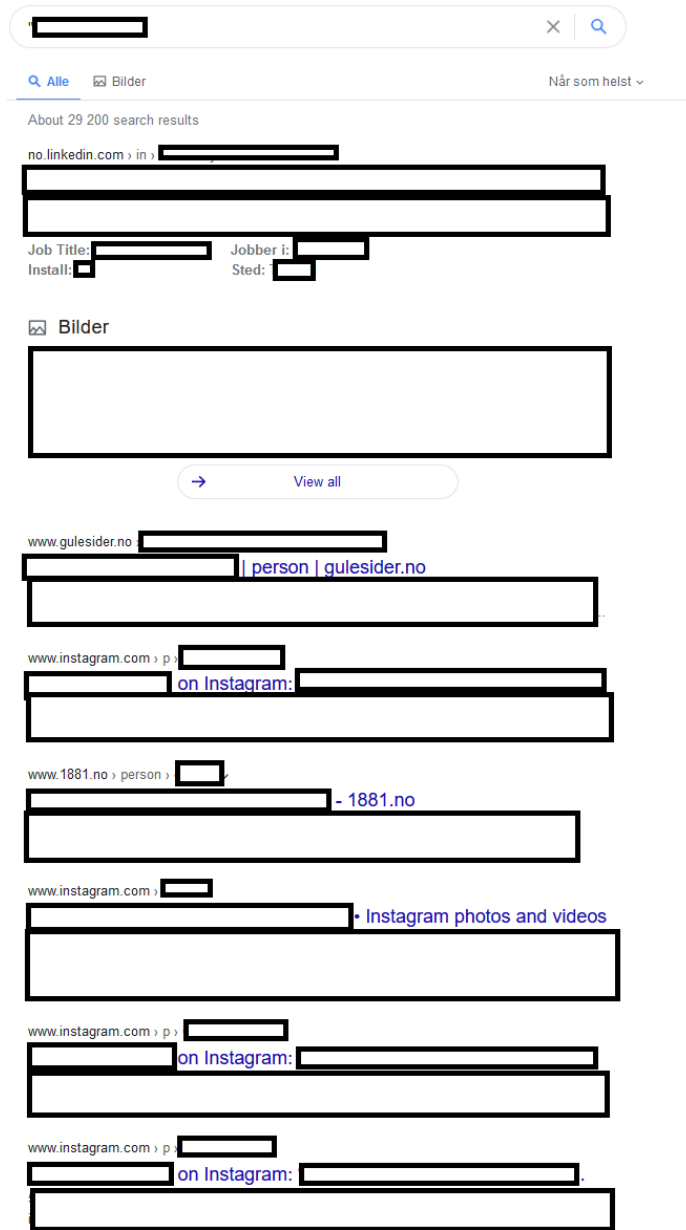 "
Alle Bilder Når som helst
About 29 200 search results
no.linkedin.com › in ›
Job Title: Jobber i:
Install: Sted:
Bilder
View all
www.gulesider.no
| person | gulesider.no
www.instagram.com › p ›
on Instagram:
www.1881.no › person ›
- 1881.no
www.instagram.com ›
• Instagram photos and videos
www.instagram.com › p ›
on Instagram:
www.instagram.com › p ›
on Instagram: